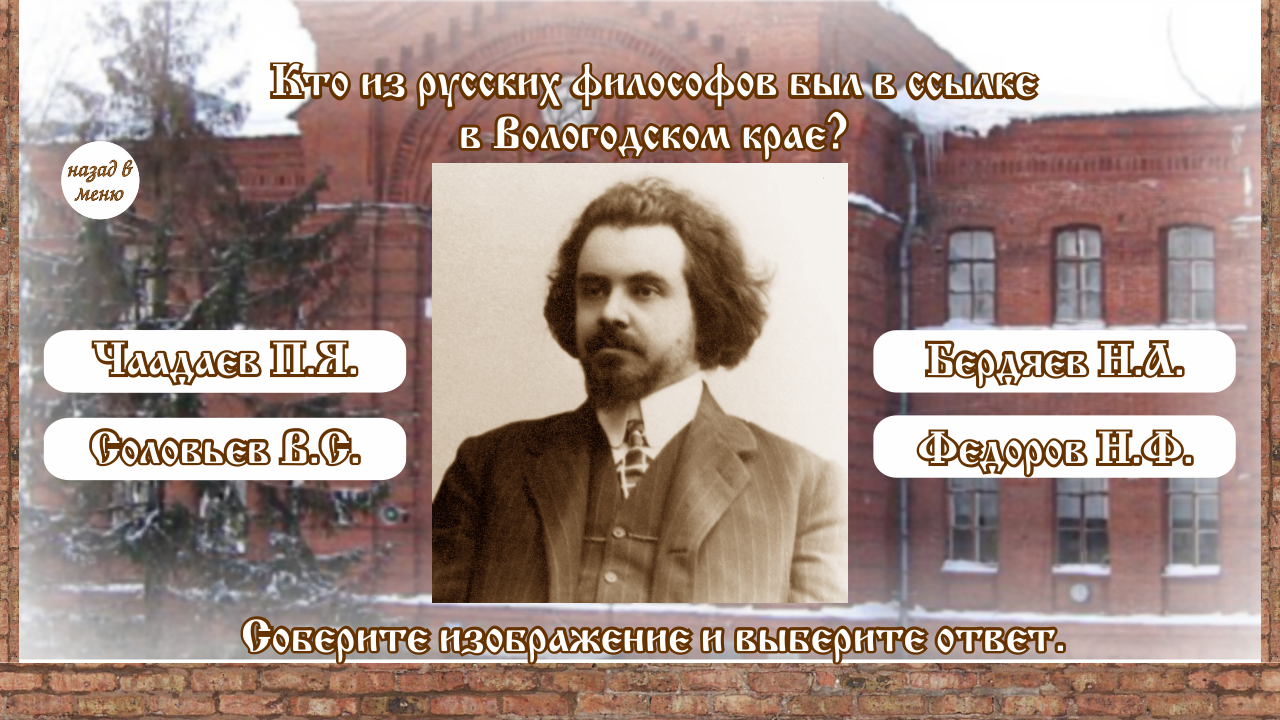 Кто из русских философов был в ссылке
в Вологодском крае?
назад в
меню
Чаадаев П.Я.
Соловьев В.С.
Бердяев Н.А.
Федоров Н.Ф.
Соберите изображение и выберите ответ.